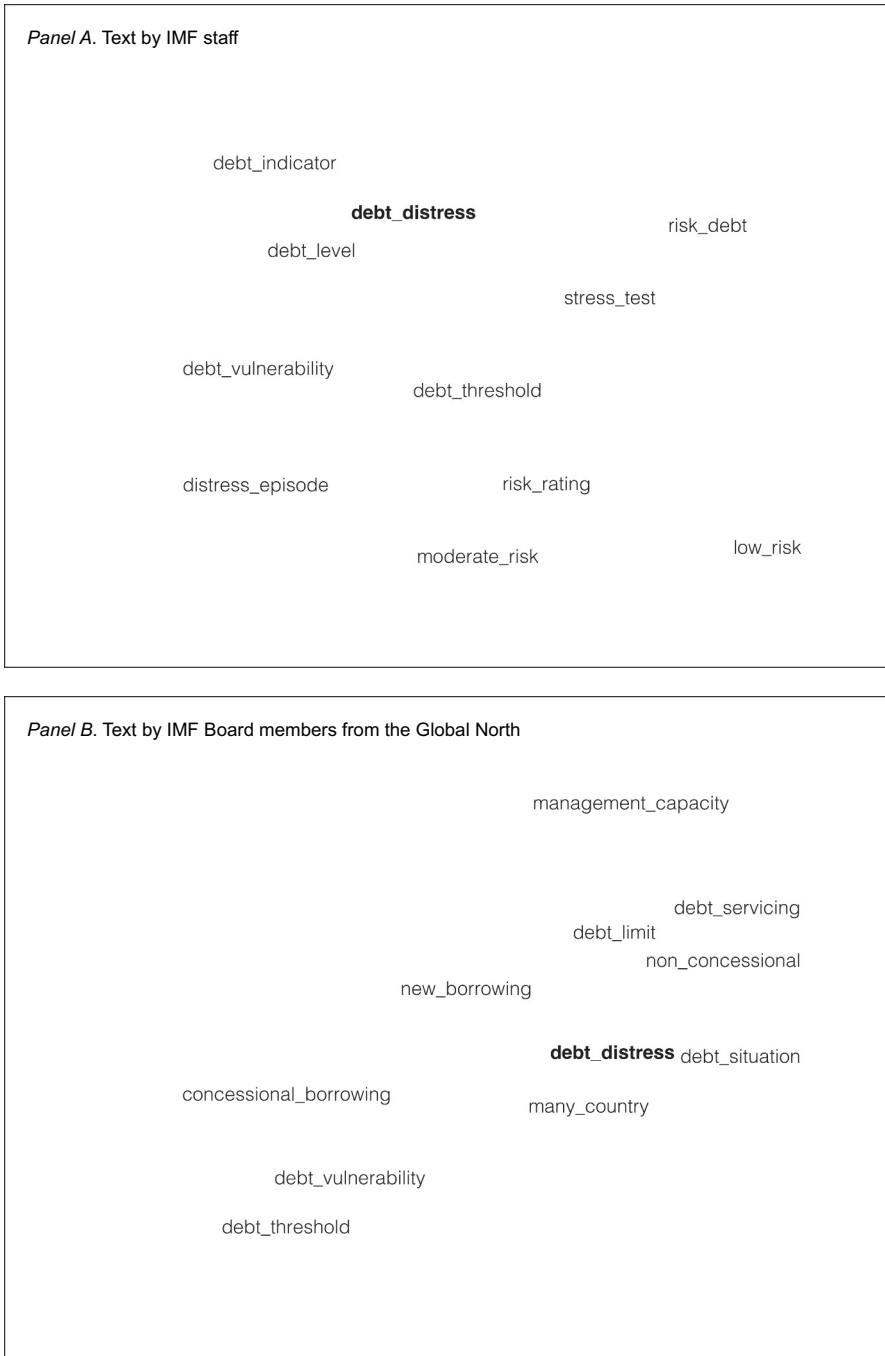 Panel A. Text by IMF staff
debt_indicator
debt_distress
risk_debt
debt_level
stress_test
debt_vulnerability
debt_threshold
distress_episode
risk_rating
low_risk
moderate_risk
Panel B. Text by IMF Board members from the Global North
management_capacity
debt_servicing
debt_limit
non_concessional
new_borrowing
debt_distress debt_situation
concessional_borrowing
many_country
debt_vulnerability
debt_threshold